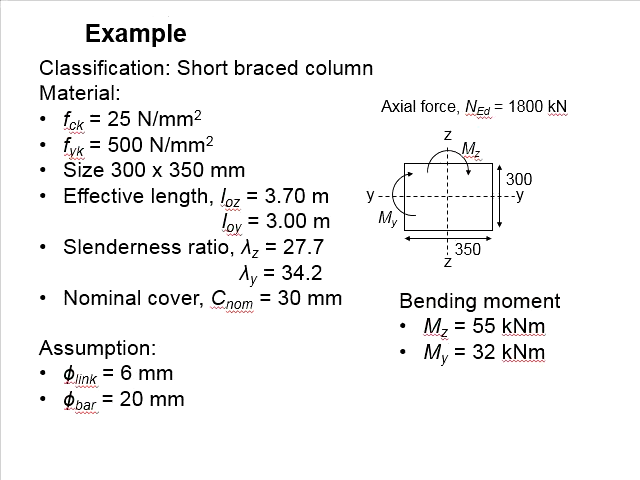 Example
Classification: Short braced column
Material:
• fck = 25 N/mm2
• fyk = 500 N/mm2
• Size 300 x 350 mm
• Effective length, loz = 3.70 m
loy = 3.00 m
• Slenderness ratio, λz = 27.7
λy = 34.2
• Nominal cover, Cnom = 30 mm
Assumption:
• ϕlink = 6 mm
• ϕbar = 20 mm
Axial force, NEd = 1800 kN
z
Mz
300
y
y
My
350
z
Bending moment
• Mz = 55 kNm
• My = 32 kNm